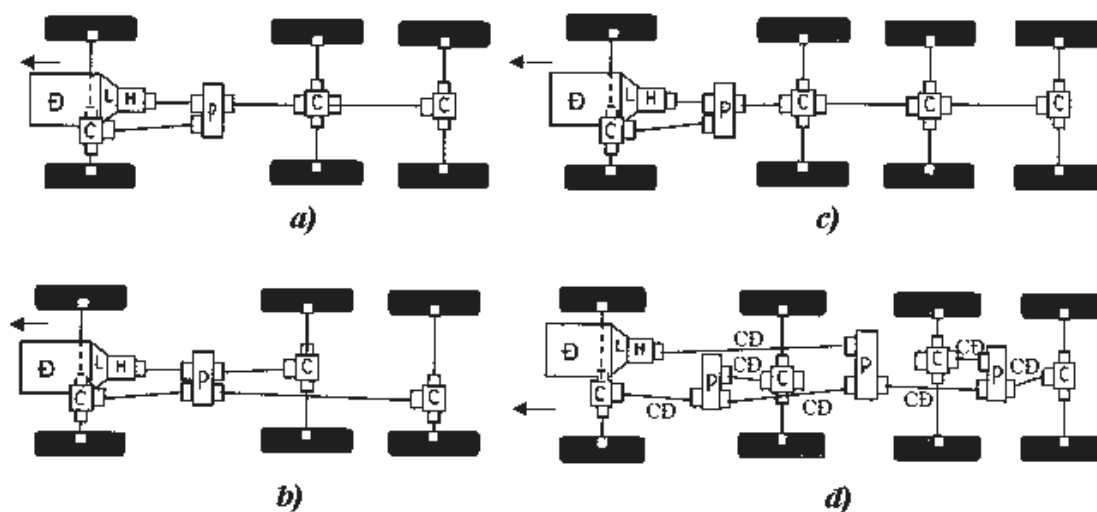 Đ L H P C C C
a)
Đ L H P C C C C
c)
Đ L H P C C C
b)
Đ L H CĐ P C CĐ CĐ
P CĐ C P C
C CĐ CĐ CĐ
d)